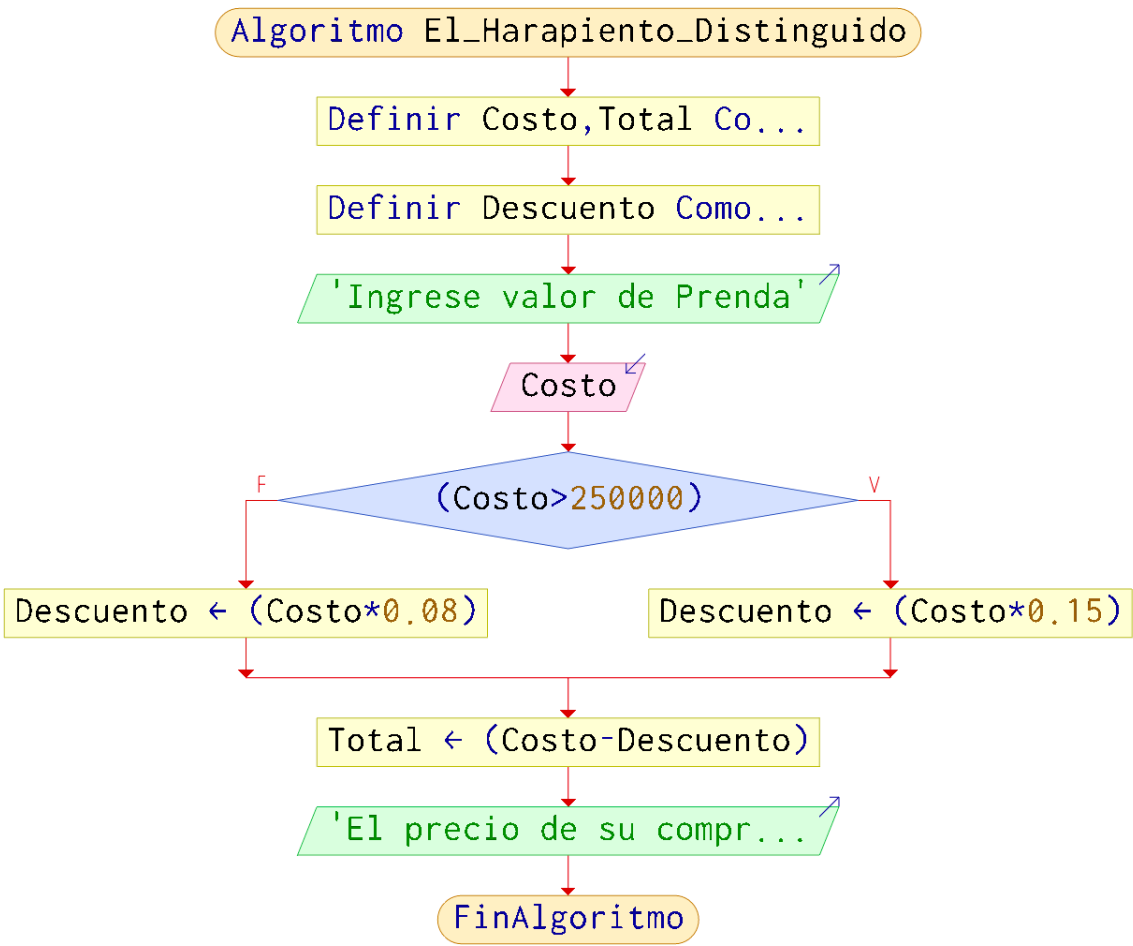 Algoritmo El_Harapiento_Distinguido
Definir Costo,Total Co...
Definir Descuento Como...
'Ingrese valor de Prenda'
Costo
F
(Costo>250000)
V
Descuento ← (Costo*0.08)
Descuento ← (Costo*0.15)
Total ← (Costo-Descuento)
'El precio de su compr...
FinAlgoritmo